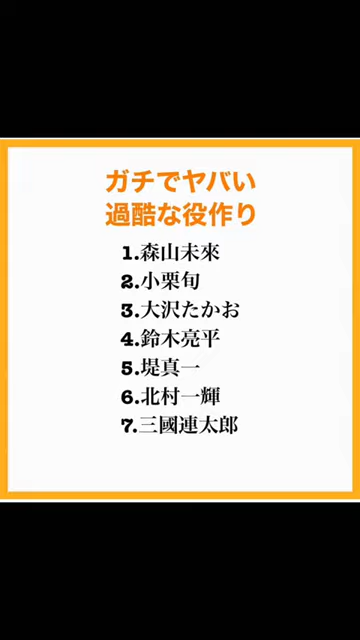 ガチでヤバい
過酷な役作り
1.森山未來
2.小栗旬
3.大沢たかお
4.鈴木亮平
5.堤真一
6.北村一輝
7.三國連太郎